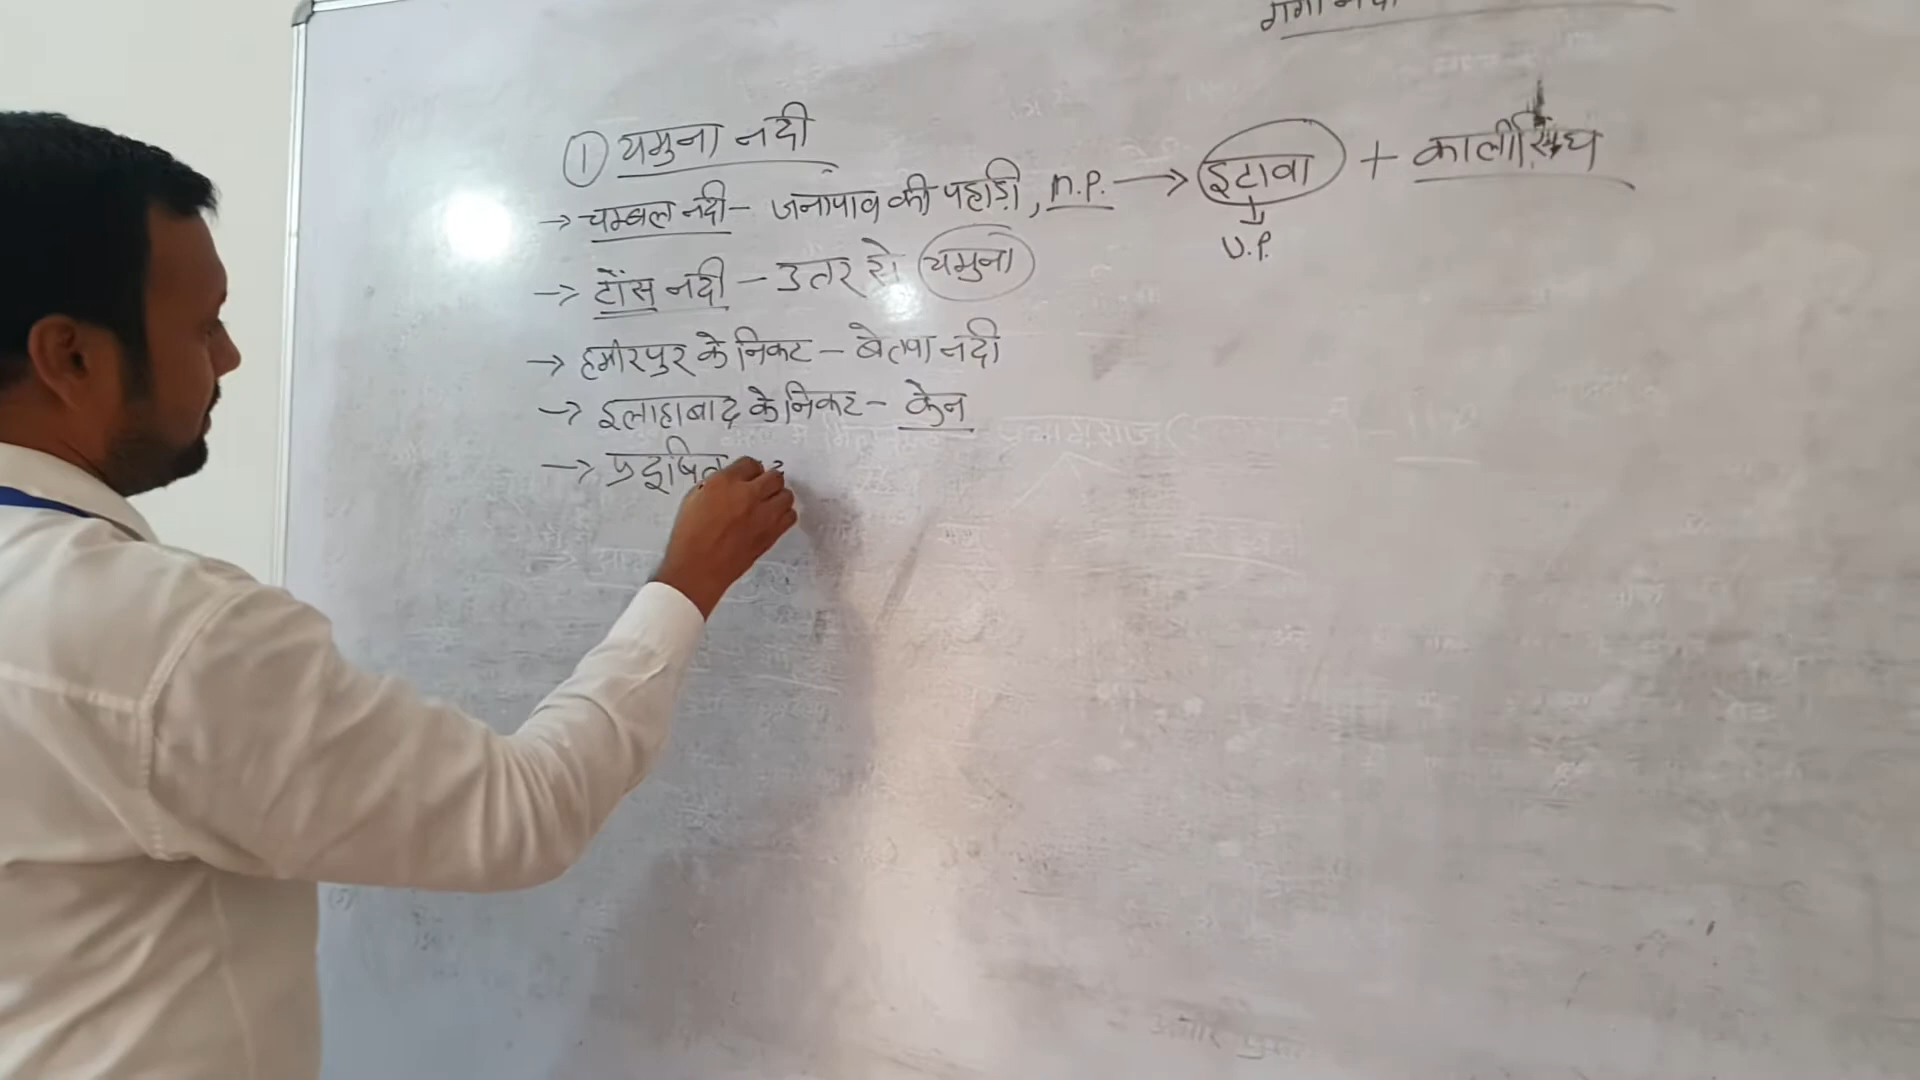 गंगा नदी
① यमुना नदी
→ चम्बल नदी - जनापाव की पहाड़ी, M.P. → इटावा + कालीसिंध
↓
U.P.
→ टोंस नदी - उतर से यमुना
→ हमीरपुर के निकट - बेतवा नदी
→ इलाहाबाद के निकट - केन
→ प्रदूषित